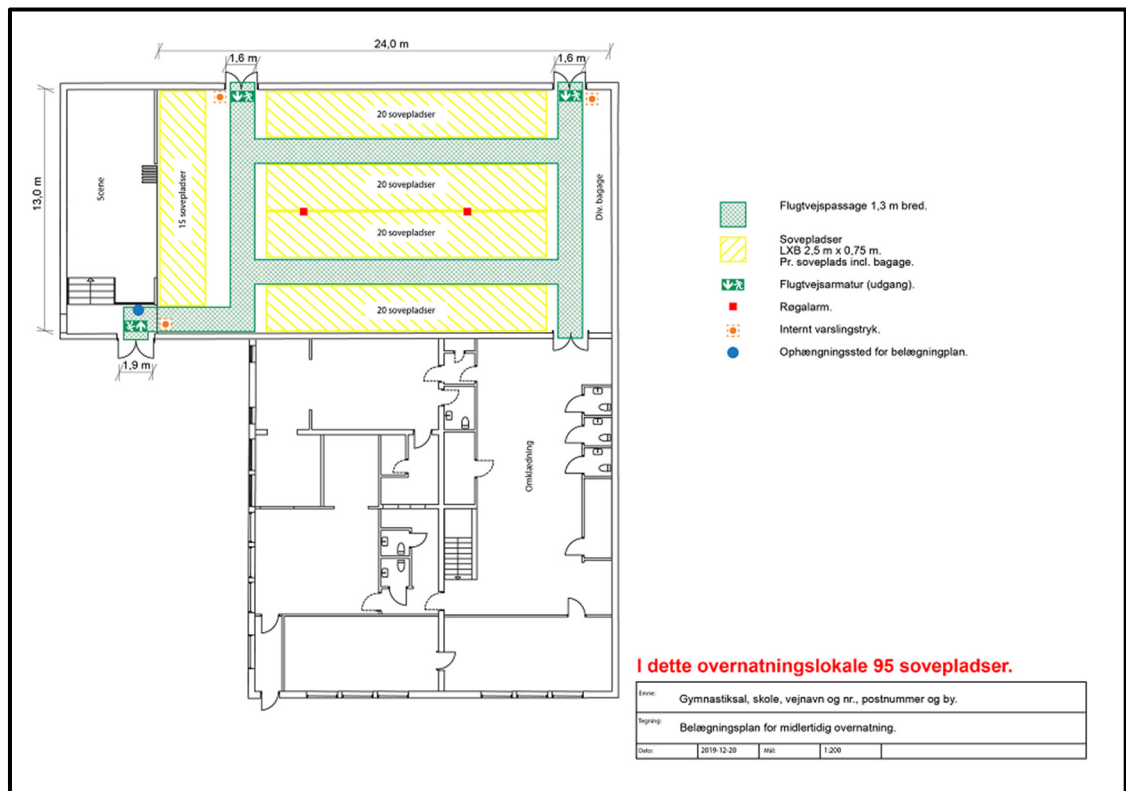 24,0 m
1,6 m
1,6 m
13,0 m
Scene
15 sovepladser
20 sovepladser
20 sovepladser
20 sovepladser
20 sovepladser
Div. bagage
1,9 m
Omklædning
Flugtvejspassage 1,3 m bred.
Sovepladser
LXB 2,5 m x 0,75 m.
Pr. soveplads incl. bagage.
Flugtvejsarmatur (udgang).
Røgalarm.
Internt varslingstryk.
Ophængningssted for belægningplan.
I dette overnatningslokale 95 sovepladser.
Emne: Gymnastiksal, skole, vejnavn og nr., postnummer og by.
Tegning: Belægningsplan for midlertidig overnatning.
Dato: 2019-12-20 Mål: 1:200